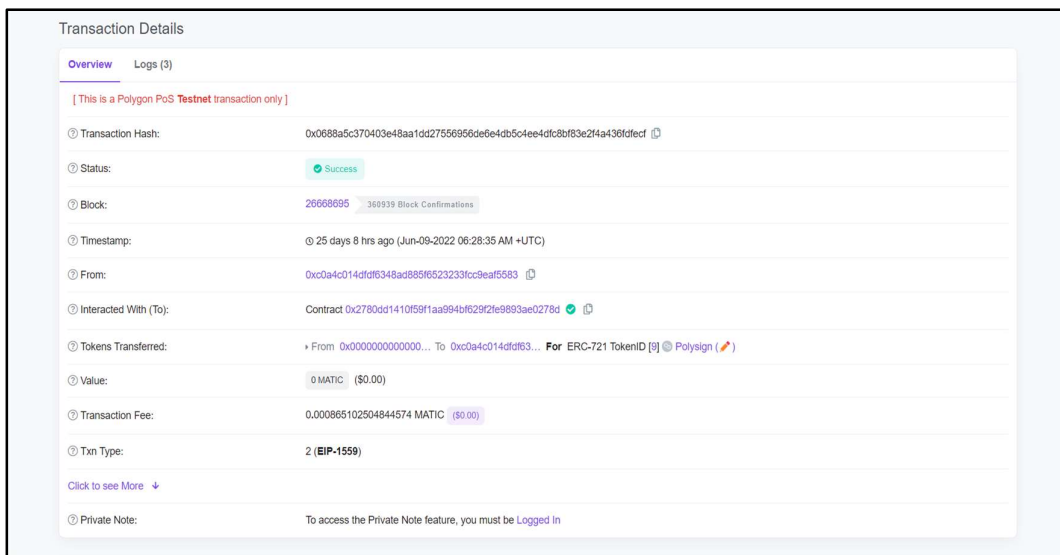 Transaction Details
Overview Logs (3)
[ This is a Polygon PoS Testnet transaction only ]
Transaction Hash: 0x0688a5c370403e48aa1dd27556956de6e4db5c4ee4dfc8bf83e2f4a436fdfecf
Status: Success
Block: 26668695 360939 Block Confirmations
Timestamp: 25 days 8 hrs ago (Jun-09-2022 06:28:35 AM +UTC)
From: 0xc0a4c014dfdf6348ad885f6523233fcc9eaf5583
Interacted With (To): Contract 0x2780dd1410f59f1aa994bf629f2fe9893ae0278d
Tokens Transferred: From 0x0000000000000... To 0xc0a4c014dfdf63... For ERC-721 TokenID [9] Polysign ( )
Value: 0 MATIC ($0.00)
Transaction Fee: 0.000865102504844574 MATIC ($0.00)
Txn Type: 2 (EIP-1559)
Click to see More
Private Note: To access the Private Note feature, you must be Logged In